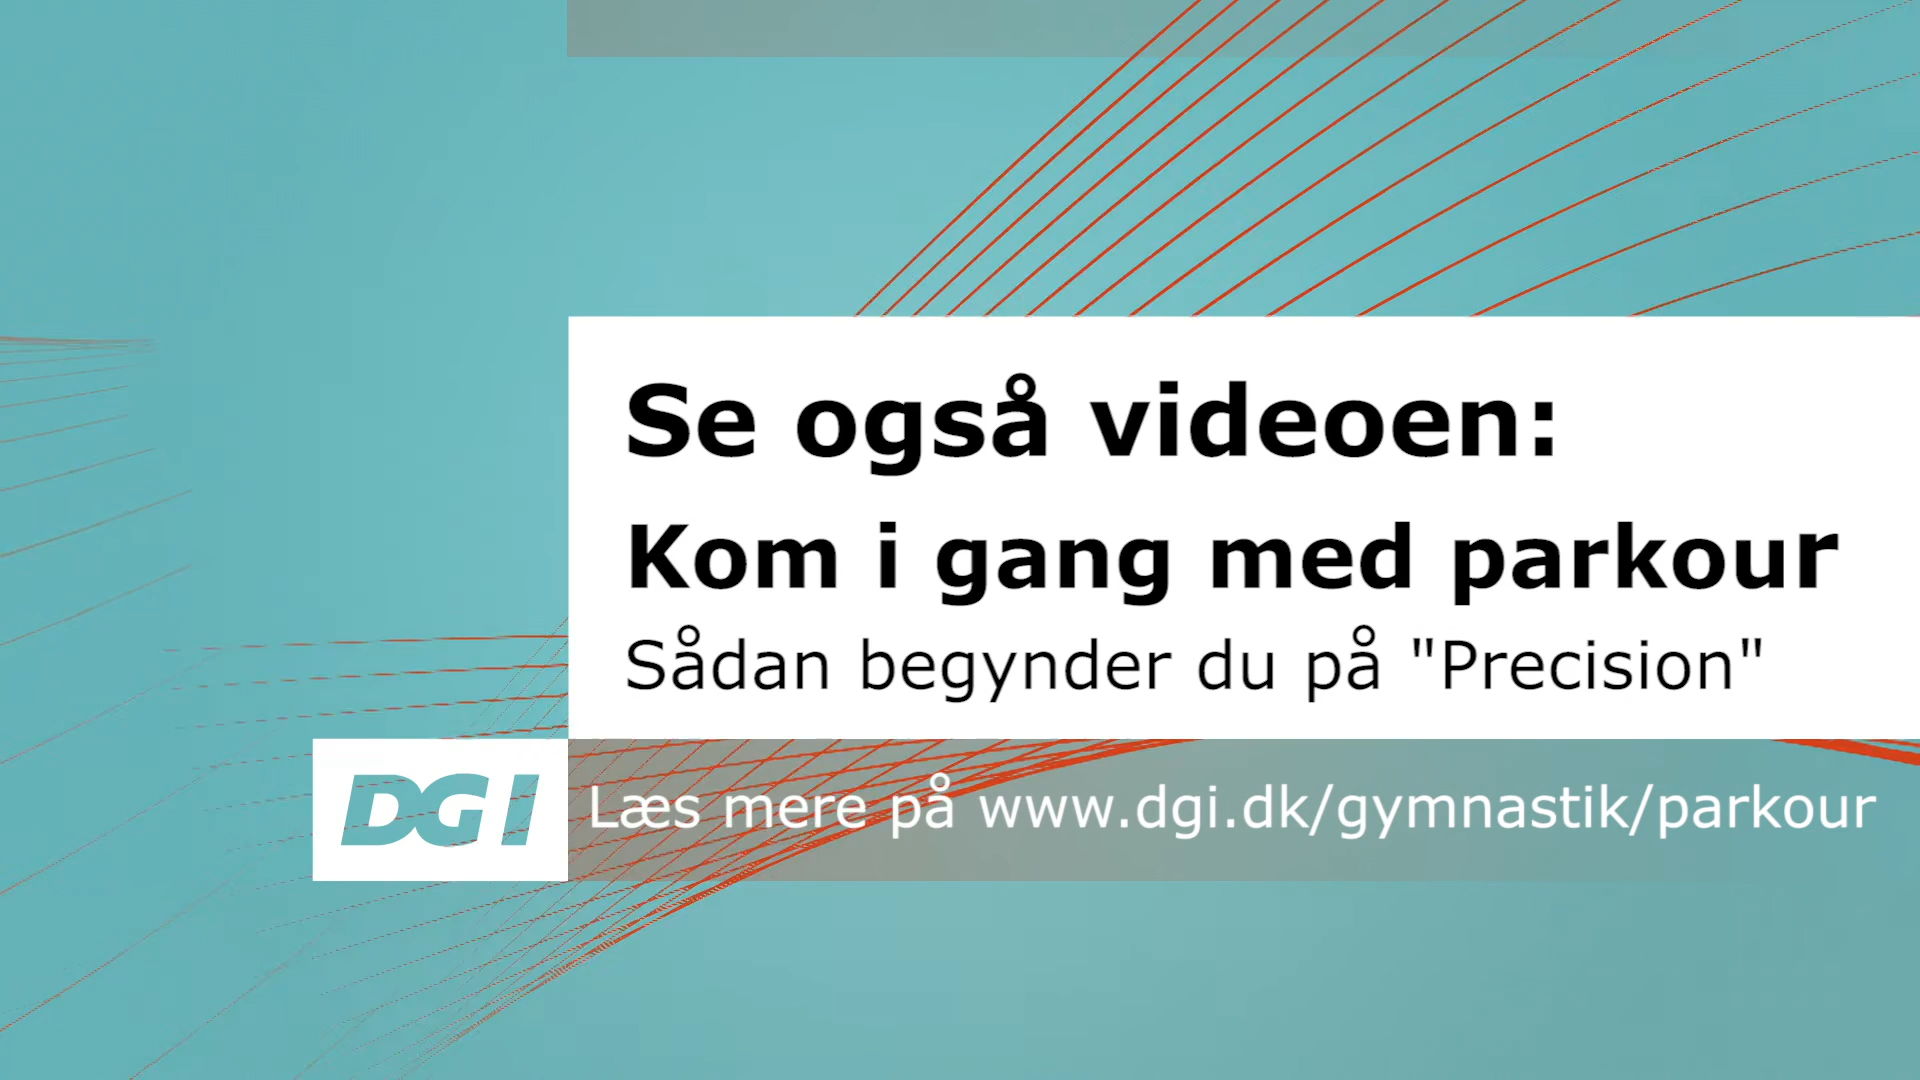 Se også videoen:
Kom i gang med parkour
Sådan begynder du på "Precision"
DGI
Læs mere på www.dgi.dk/gymnastik/parkour